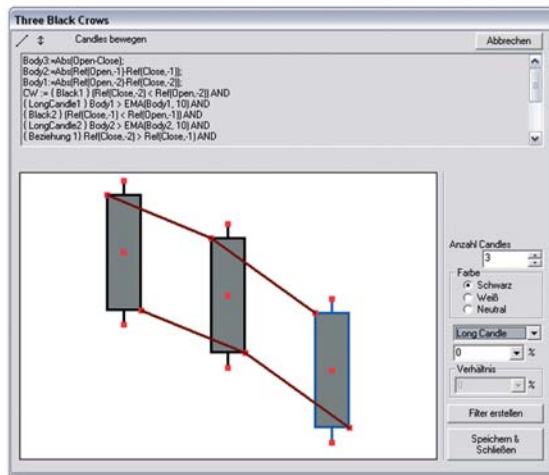 Three Black Crows
Candles bewegen
Abbrechen
Body3:=Abs(Open-Close);
Body2:=Abs(Ref(Open,-1)-Ref(Close,-1));
Body1:=Abs(Ref(Open,-2)-Ref(Close,-2));
CW := { Black1 } (Ref(Close,-2) < Ref(Open,-2)) AND
{ LongCandle1 } Body1 > EMA(Body1, 10) AND
{ Black2 } (Ref(Close,-1) < Ref(Open,-1)) AND
{ LongCandle2 } Body2 > EMA(Body2, 10) AND
{ Beziehung 1} Ref(Close,-2) > Ref(Close,-1) AND
Anzahl Candles
3
Farbe
Schwarz
Weiß
Neutral
Long Candle
0 %
Verhältnis
%
Filter erstellen
Speichern &
Schließen